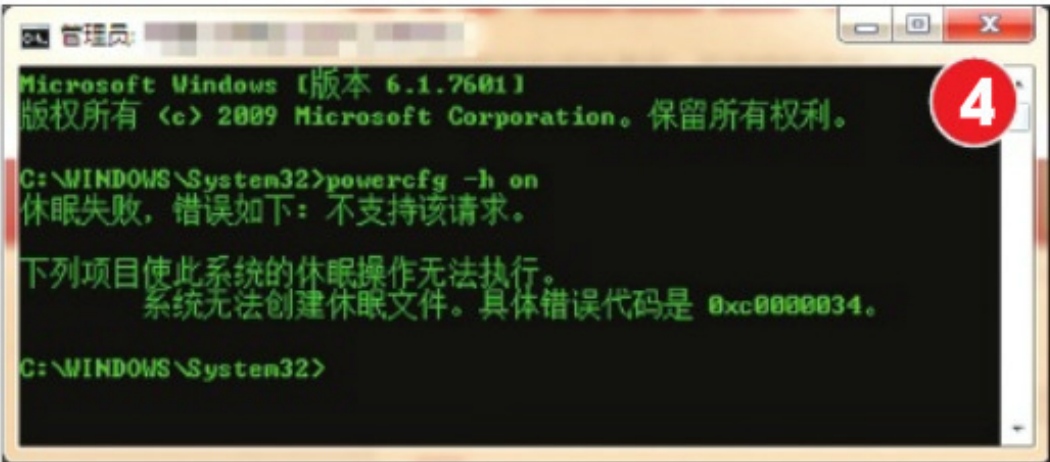 管理员:
4
Microsoft Windows [版本 6.1.7601]
版权所有 (c) 2009 Microsoft Corporation。保留所有权利。
C:\WINDOWS\System32>powercfg -h on
休眠失败，错误如下：不支持该请求。
下列项目使此系统的休眠操作无法执行。
系统无法创建休眠文件。具体错误代码是 0xc0000034。
C:\WINDOWS\System32>